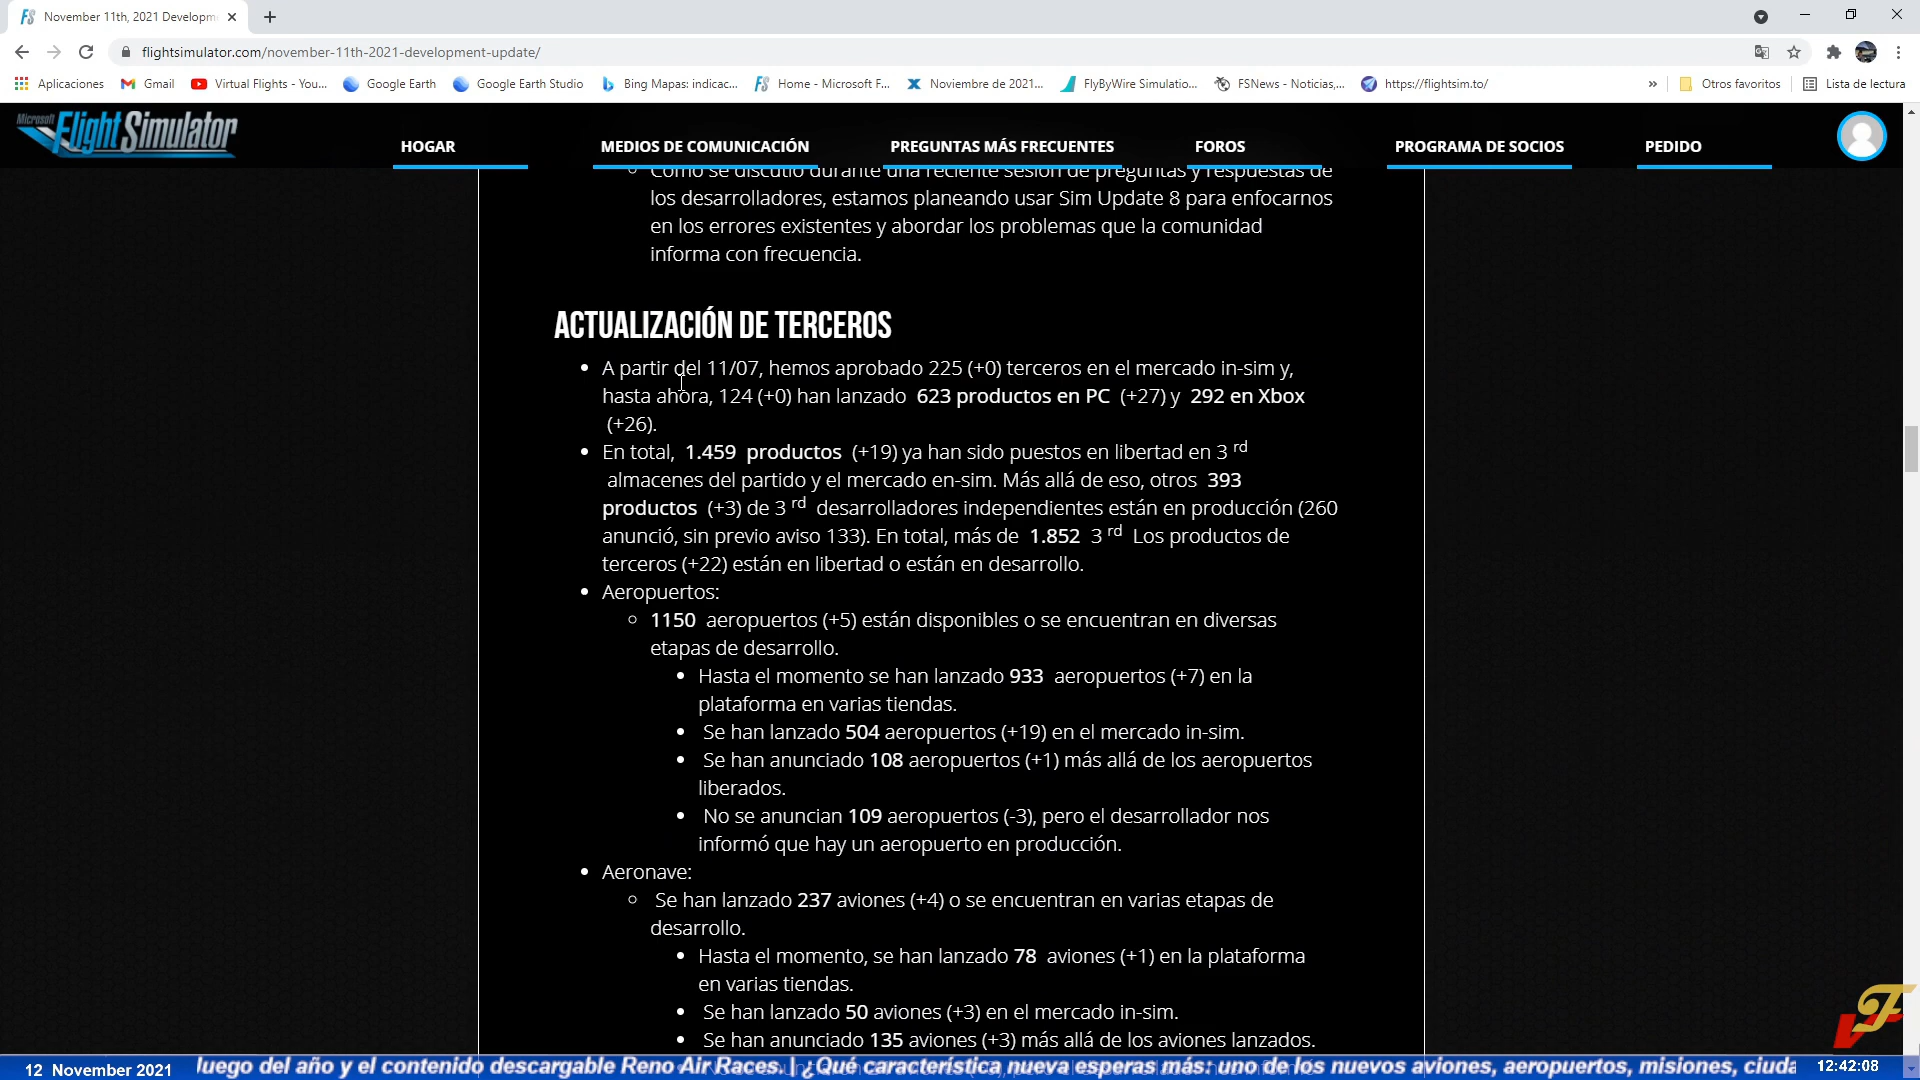 November 11th, 2021 Developm
flightsimulator.com/november-11th-2021-development-update/
Aplicaciones Gmail Virtual Flights - You... Google Earth Google Earth Studio Bing Mapas: indicac... Home - Microsoft F... Noviembre de 2021... FlyByWire Simulatio... FSNews - Noticias,... https://flightsim.to/ » Otros favoritos Lista de lectura
Microsoft Flight Simulator
HOGAR MEDIOS DE COMUNICACIÓN PREGUNTAS MÁS FRECUENTES FOROS PROGRAMA DE SOCIOS PEDIDO
Como se discutió durante una reciente sesión de preguntas y respuestas de
los desarrolladores, estamos planeando usar Sim Update 8 para enfocarnos
en los errores existentes y abordar los problemas que la comunidad
informa con frecuencia.
ACTUALIZACIÓN DE TERCEROS
A partir del 11/07, hemos aprobado 225 (+0) terceros en el mercado in-sim y,
hasta ahora, 124 (+0) han lanzado 623 productos en PC (+27) y 292 en Xbox
(+26).
En total, 1.459 productos (+19) ya han sido puestos en libertad en 3 rd
almacenes del partido y el mercado en-sim. Más allá de eso, otros 393
productos (+3) de 3 rd desarrolladores independientes están en producción (260
anunció, sin previo aviso 133). En total, más de 1.852 3 rd Los productos de
terceros (+22) están en libertad o están en desarrollo.
Aeropuertos:
1150 aeropuertos (+5) están disponibles o se encuentran en diversas
etapas de desarrollo.
Hasta el momento se han lanzado 933 aeropuertos (+7) en la
plataforma en varias tiendas.
Se han lanzado 504 aeropuertos (+19) en el mercado in-sim.
Se han anunciado 108 aeropuertos (+1) más allá de los aeropuertos
liberados.
No se anuncian 109 aeropuertos (-3), pero el desarrollador nos
informó que hay un aeropuerto en producción.
Aeronave:
Se han lanzado 237 aviones (+4) o se encuentran en varias etapas de
desarrollo.
Hasta el momento, se han lanzado 78 aviones (+1) en la plataforma
en varias tiendas.
Se han lanzado 50 aviones (+3) en el mercado in-sim.
Se han anunciado 135 aviones (+3) más allá de los aviones lanzados.
12 November 2021 luego del año y el contenido descargable Reno Air Races. | ¿Qué característica nueva esperas más: uno de los nuevos aviones, aeropuertos, misiones, ciuda 12:42:08